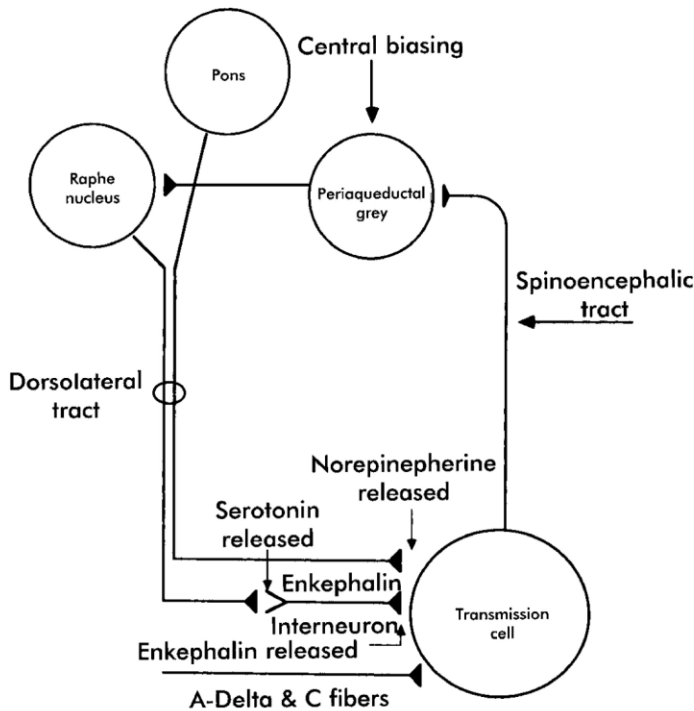 Central biasing
Pons
Raphe
nucleus
Periaqueductal
grey
Spinoencephalic
tract
Dorsolateral
tract
Norepinepherine
released
Serotonin
released
Enkephalin
Interneuron
Enkephalin released
Transmission
cell
A-Delta & C fibers